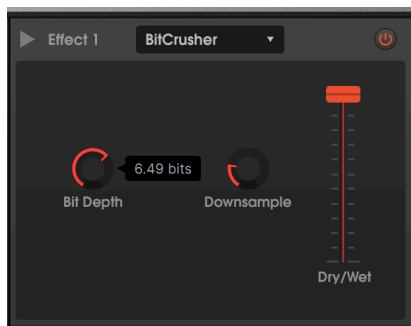 Effect 1
BitCrusher
6.49 bits
Bit Depth
Downsample
Dry/Wet